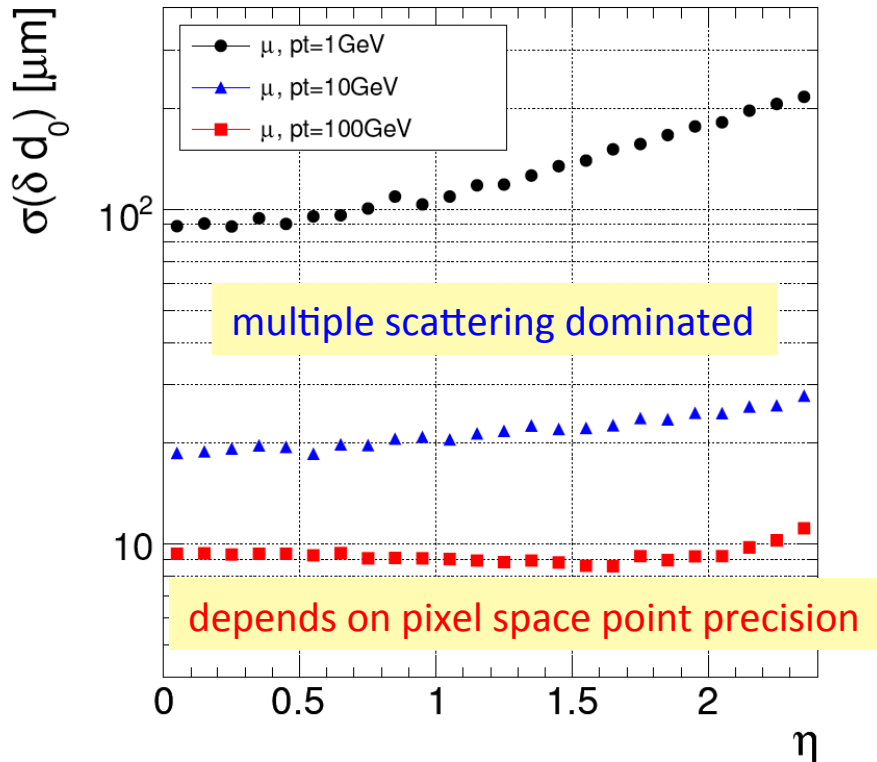 σ(δ d₀) [μm]
μ, pt=1GeV
μ, pt=10GeV
μ, pt=100GeV
10²
multiple scattering dominated
10
depends on pixel space point precision
0 0.5 1 1.5 2
η